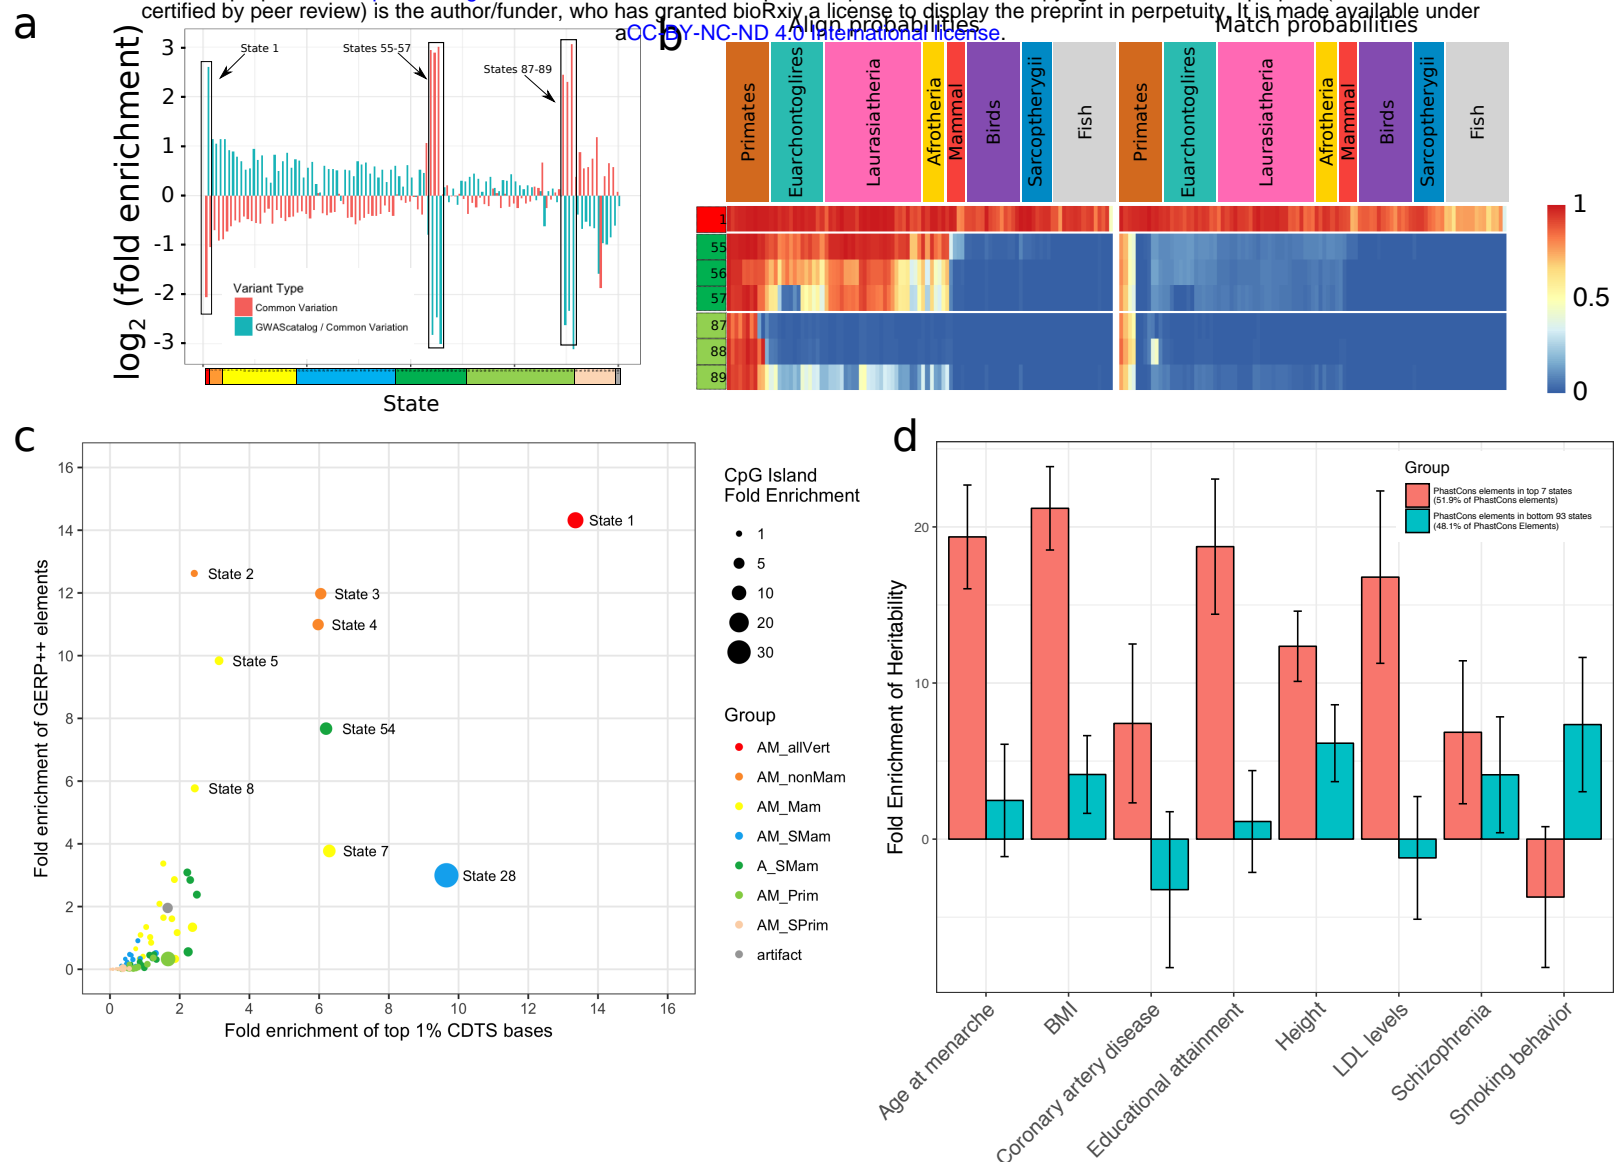 certified by peer review) is the author/funder, who has granted bioRxiv a license to display the preprint in perpetuity. It is made available under
aCC-BY-NC-ND 4.0 International license.
a
log2 (fold enrichment)
3
2
1
0
-1
-2
-3
State 1
States 55-57
States 87-89
Variant Type
Common Variation
GWAScatalog / Common Variation
State
b
Align probabilities
Match probabilities
Primates
Euarchontoglires
Laurasiatheria
Afrotheria
Mammal
Birds
Sarcopterygii
Fish
Primates
Euarchontoglires
Laurasiatheria
Afrotheria
Mammal
Birds
Sarcopterygii
Fish
1
55
56
57
87
88
89
1
0.5
0
c
Fold enrichment of GERP++ elements
16
14
12
10
8
6
4
2
0
State 1
State 2
State 3
State 4
State 5
State 54
State 8
State 7
State 28
0
2
4
6
8
10
12
14
16
Fold enrichment of top 1% CDTS bases
CpG Island
Fold Enrichment
1
5
10
20
30
Group
AM_allVert
AM_nonMam
AM_Mam
AM_SMam
A_SMam
AM_Prim
AM_SPrim
artifact
d
Fold Enrichment of Heritability
20
10
0
Group
PhastCons elements in top 7 states
(51.9% of PhastCons elements)
PhastCons elements in bottom 93 states
(48.1% of PhastCons Elements)
Age at menarche
BMI
Coronary artery disease
Educational attainment
Height
LDL levels
Schizophrenia
Smoking behavior